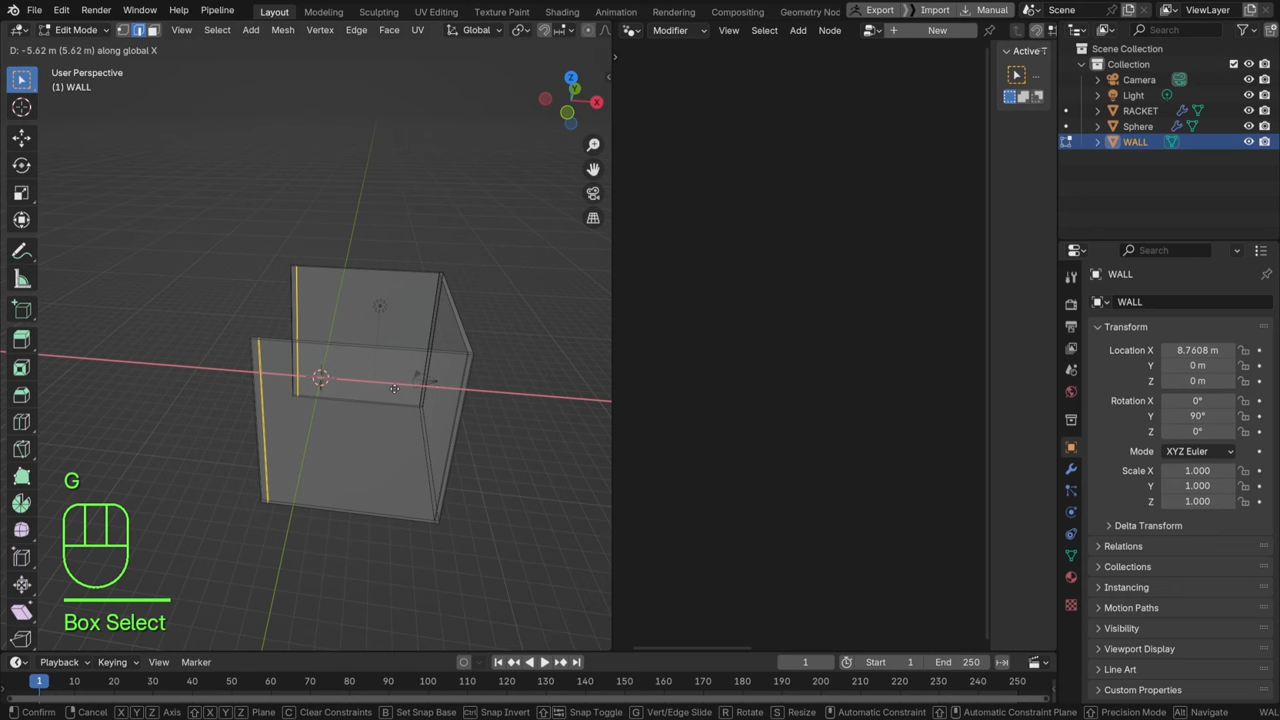 File Edit Render Window Help Pipeline Layout Modeling Sculpting UV Editing Texture Paint Shading Animation Rendering Compositing Geometry Noc Export Import Manual Scene ViewLayer
Edit Mode View Select Add Mesh Vertex Edge Face UV Global Modifier View Select Add Node New Search
D: -5.62 m (5.62 m) along global X
User Perspective
(1) WALL
Z
Y
X
Active T
...
Scene Collection
Collection
Camera
Light
RACKET
Sphere
WALL
Search
WALL
WALL
Transform
Location X 8.7608 m
Y 0 m
Z 0 m
Rotation X 0°
Y 90°
Z 0°
Mode XYZ Euler
Scale X 1.000
Y 1.000
Z 1.000
Delta Transform
Relations
Collections
Instancing
Motion Paths
Visibility
Viewport Display
Line Art
Custom Properties
G
Box Select
Playback Keying View Marker 1 Start 1 End 250
1 10 20 30 40 50 60 70 80 90 100 110 120 130 140 150 160 170 180 190 200 210 220 230 240 250
Confirm Cancel X Y Z Axis X Y Z Plane C Clear Constraints B Set Snap Base Snap Invert Snap Toggle G Vert/Edge Slide R Rotate S Resize Automatic Constraint Automatic Constraint Plane Precision Mode Alt Navigate WAL